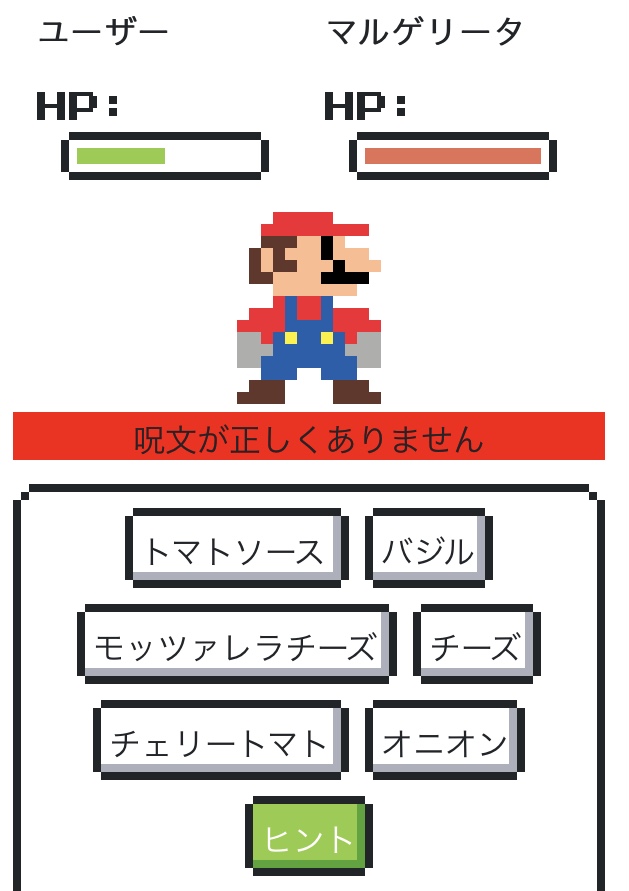 ユーザー マルゲリータ
HP: HP:
呪文が正しくありません
トマトソース バジル
モッツァレラチーズ チーズ
チェリートマト オニオン
ヒント